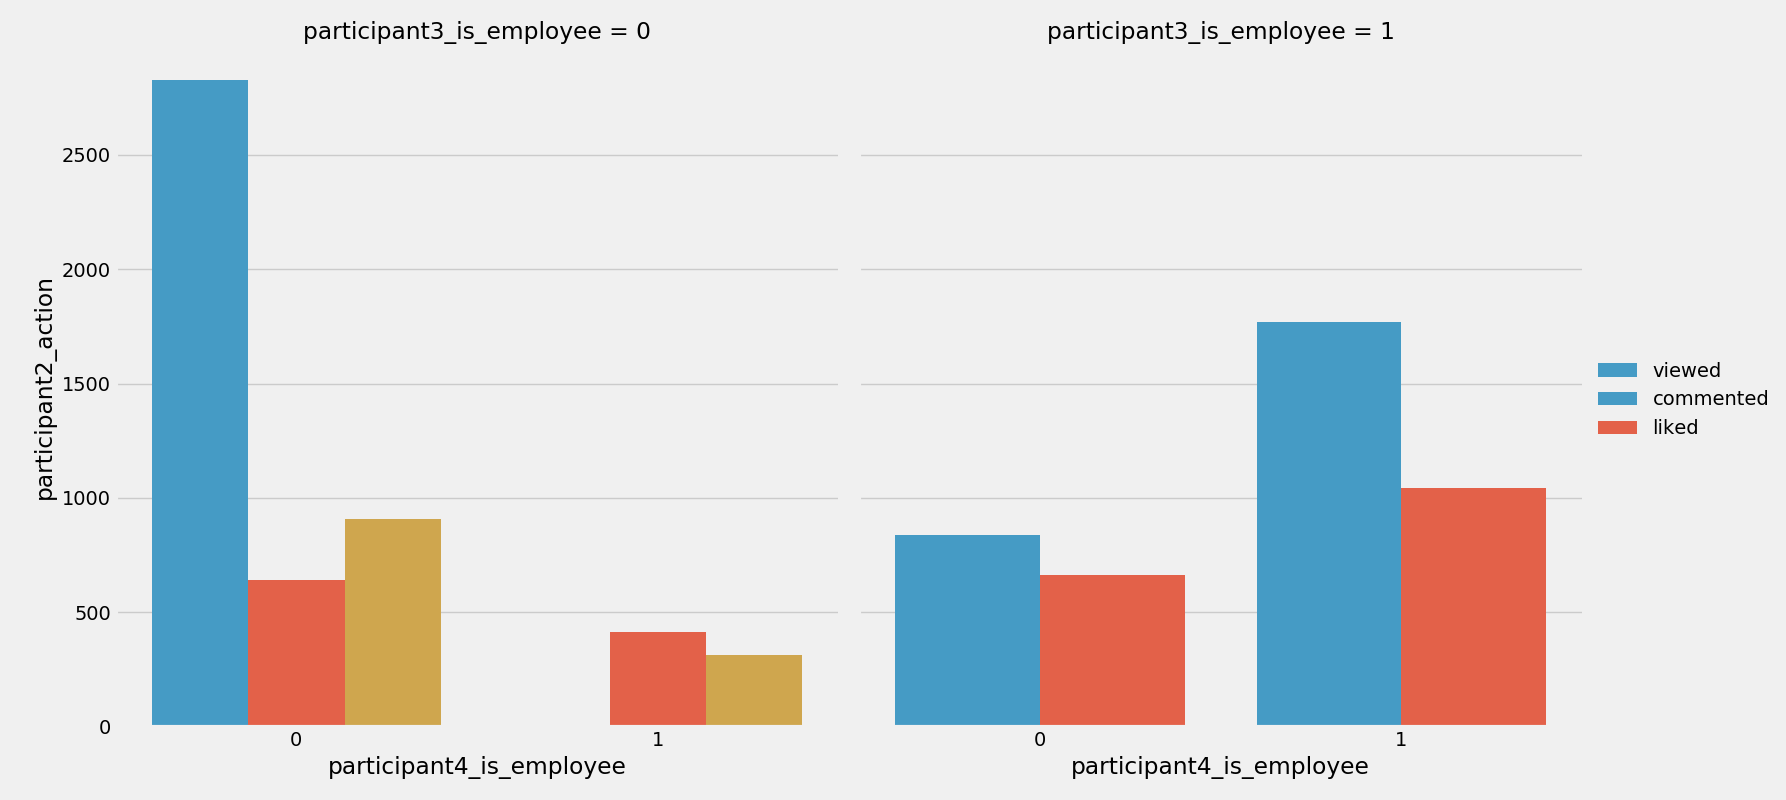 participant3_is_employee = 0
participant3_is_employee = 1
participant2_action
2500
2000
1500
1000
500
0
0
1
participant4_is_employee
0
1
participant4_is_employee
viewed
commented
liked